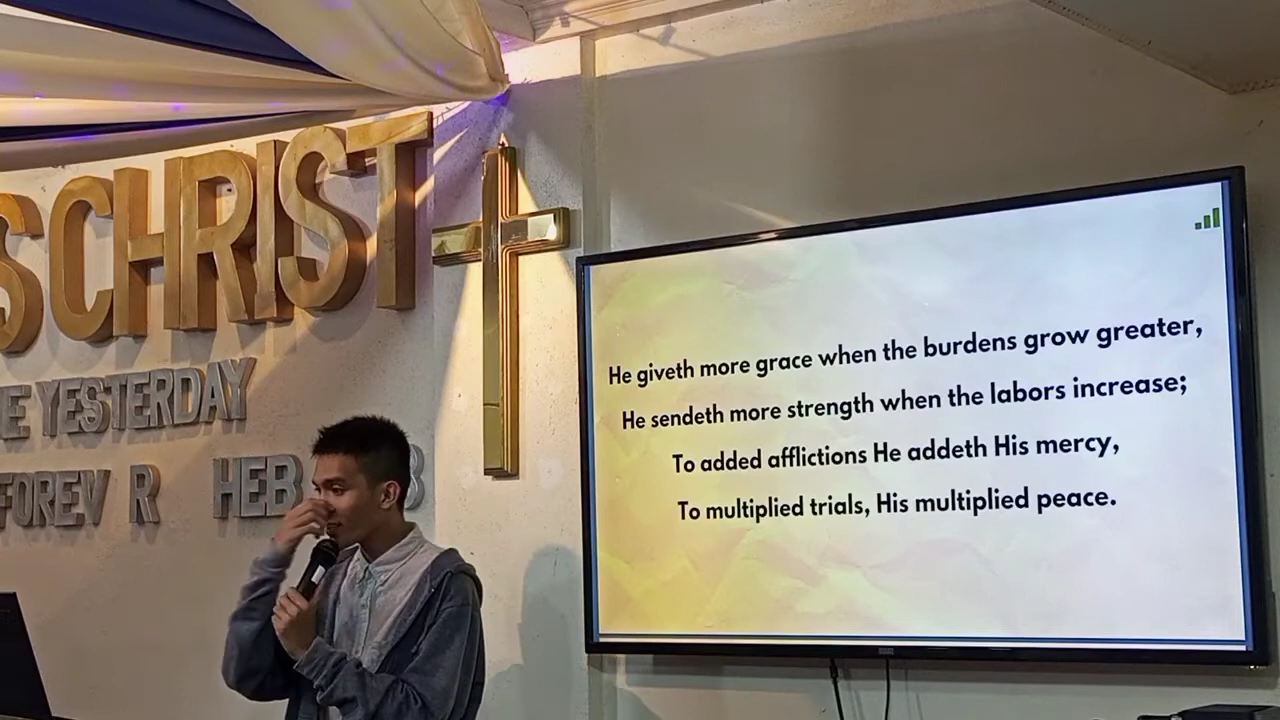 SCHRIST
E YESTERDAY
FOREV R HEB 8
He giveth more grace when the burdens grow greater,
He sendeth more strength when the labors increase;
To added afflictions He addeth His mercy,
To multiplied trials, His multiplied peace.